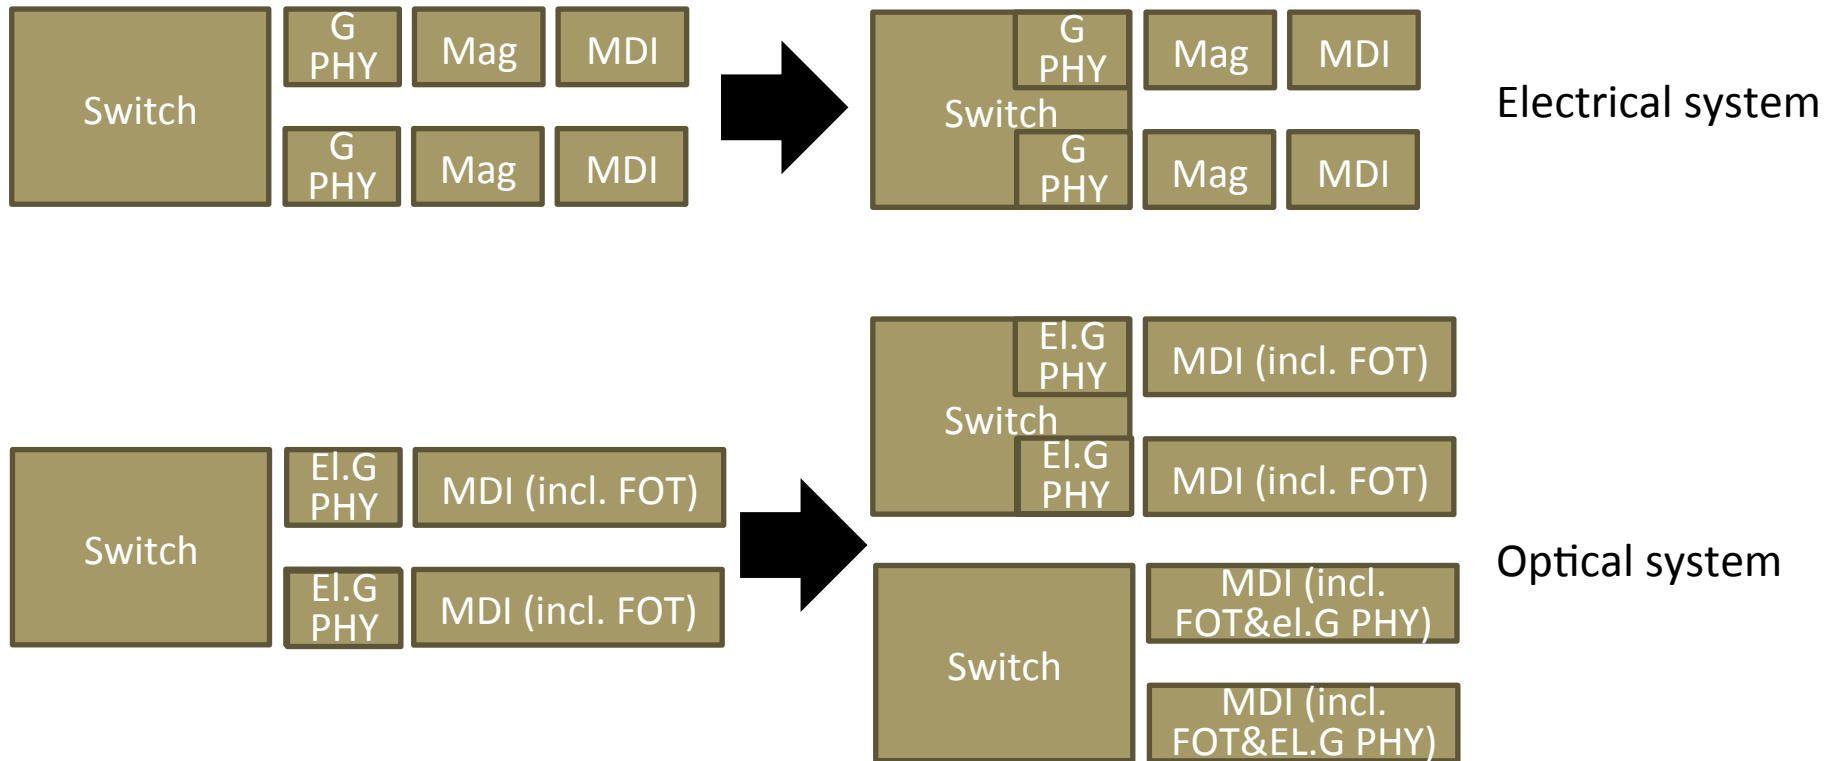 Switch
G
PHY
Mag
MDI
G
PHY
Mag
MDI
Switch
G
PHY
Mag
MDI
G
PHY
Mag
MDI
Electrical system
Switch
El.G
PHY
MDI (incl. FOT)
El.G
PHY
MDI (incl. FOT)
Switch
El.G
PHY
MDI (incl. FOT)
El.G
PHY
MDI (incl. FOT)
Switch
MDI (incl.
FOT&el.G PHY)
MDI (incl.
FOT&EL.G PHY)
Optical system